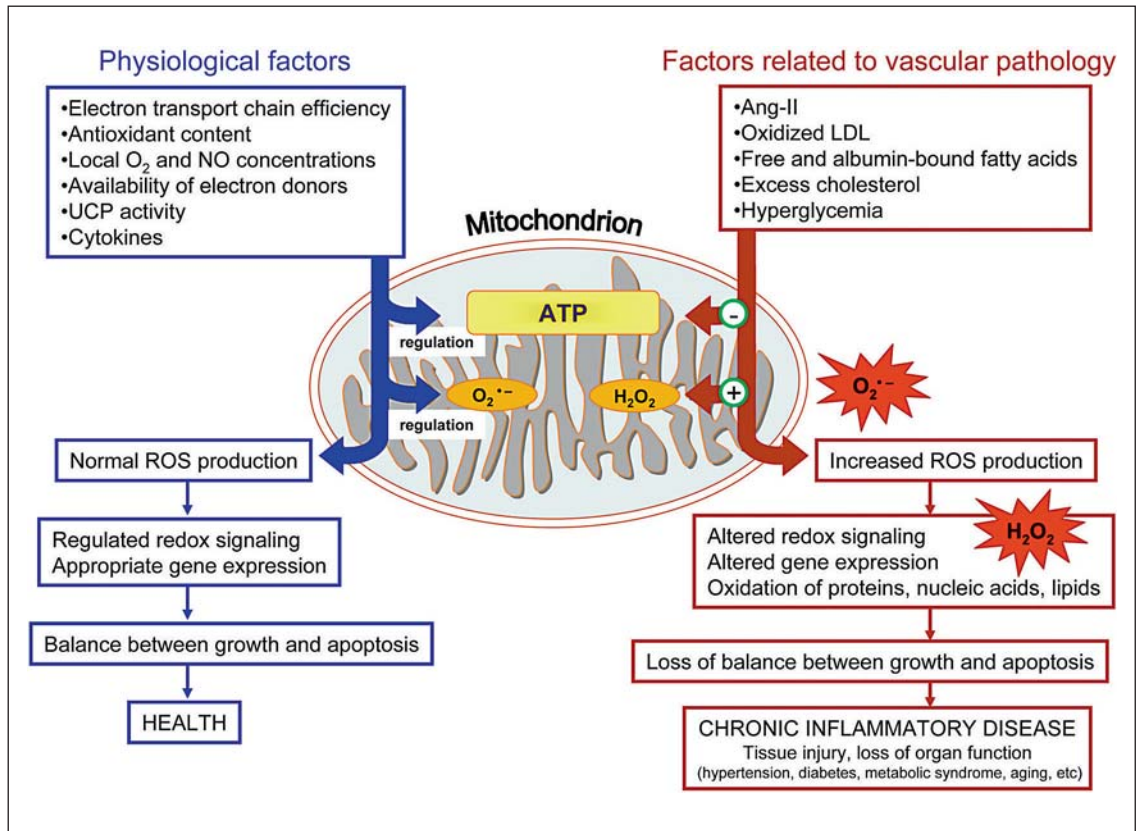 Physiological factors
•Electron transport chain efficiency
•Antioxidant content
•Local O₂ and NO concentrations
•Availability of electron donors
•UCP activity
•Cytokines
Factors related to vascular pathology
•Ang-II
•Oxidized LDL
•Free and albumin-bound fatty acids
•Excess cholesterol
•Hyperglycemia
Mitochondrion
ATP
-
regulation
O₂•−
H₂O₂
+
O₂•−
regulation
Normal ROS production
Regulated redox signaling
Appropriate gene expression
Balance between growth and apoptosis
HEALTH
Increased ROS production
H₂O₂
Altered redox signaling
Altered gene expression
Oxidation of proteins, nucleic acids, lipids
Loss of balance between growth and apoptosis
CHRONIC INFLAMMATORY DISEASE
Tissue injury, loss of organ function
(hypertension, diabetes, metabolic syndrome, aging, etc)